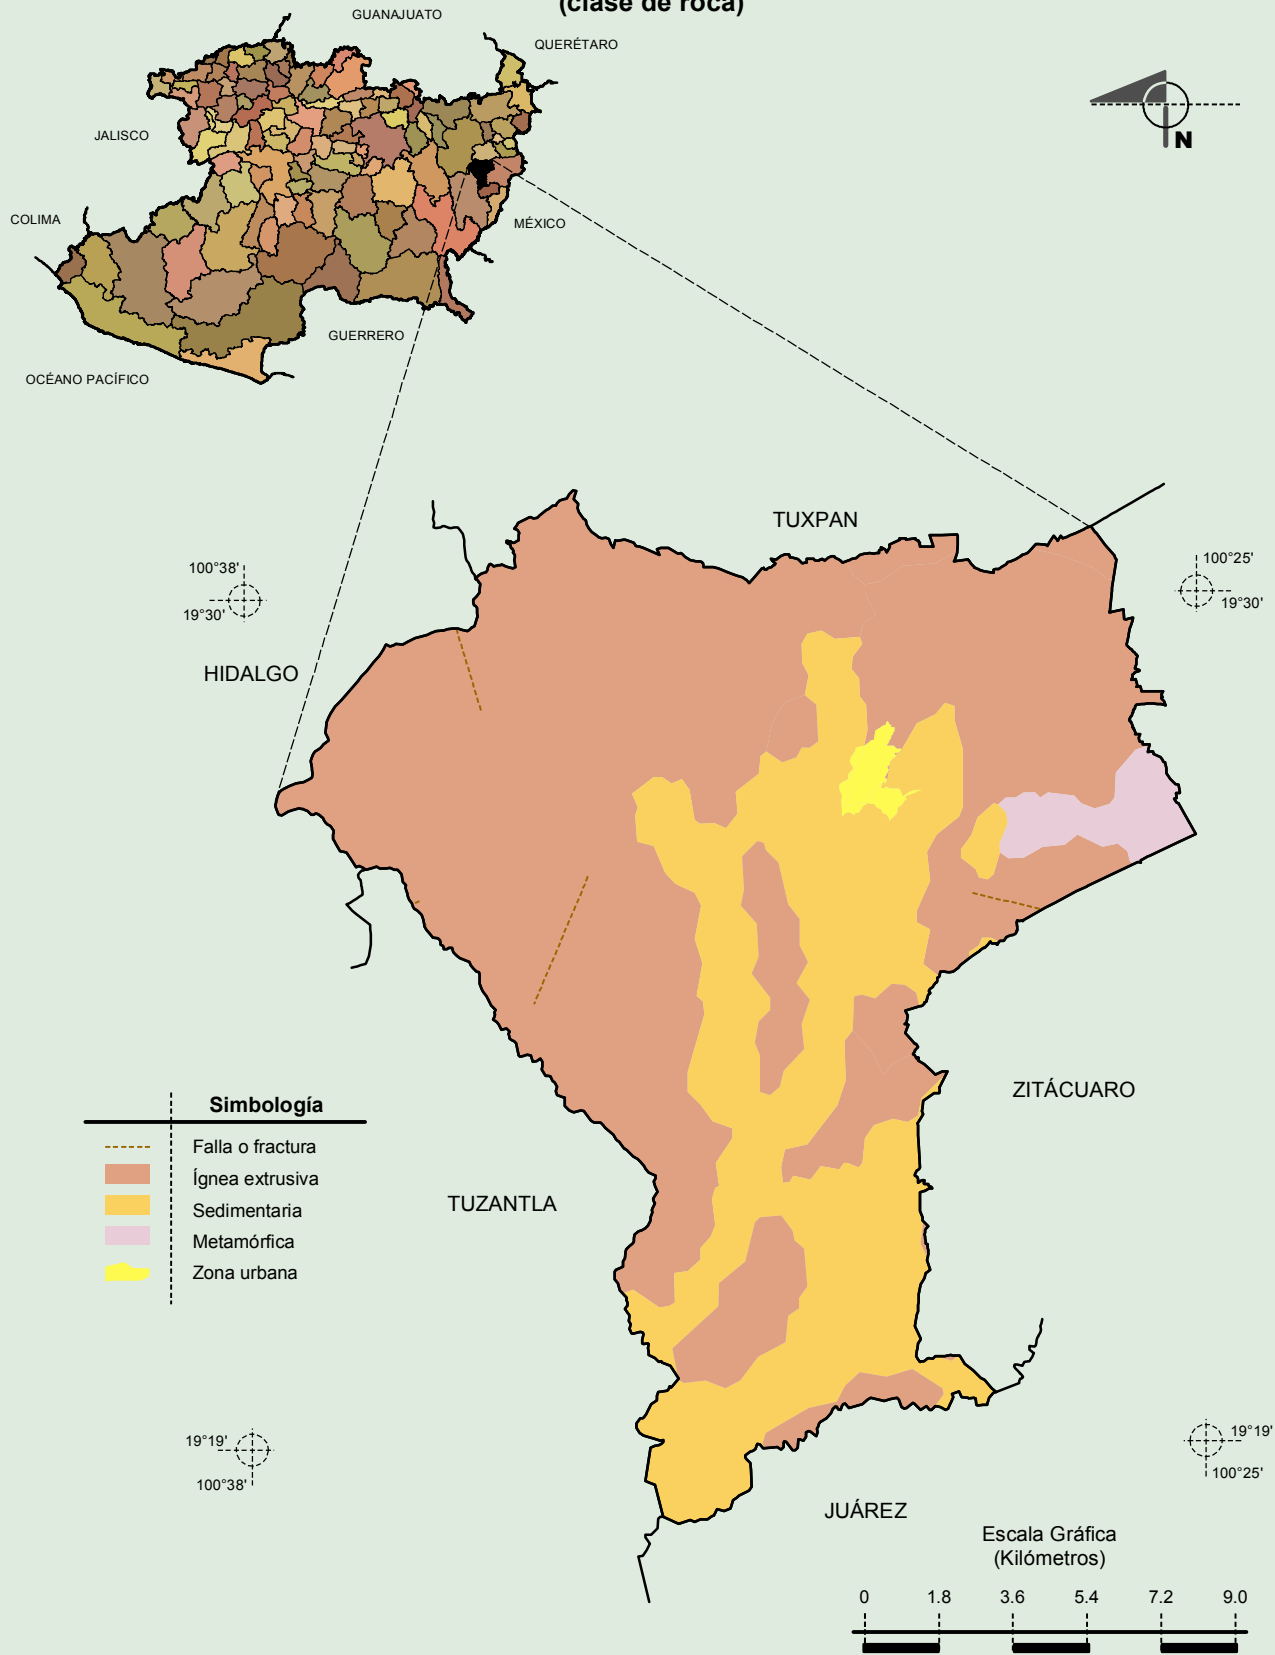 (clase de roca)
GUANAJUATO
QUERÉTARO
JALISCO
N
COLIMA
MÉXICO
GUERRERO
OCÉANO PACÍFICO
TUXPAN
100°38'
19°30'
100°25'
19°30'
HIDALGO
ZITÁCUARO
Simbología
Falla o fractura
Ígnea extrusiva
Sedimentaria
Metamórfica
Zona urbana
TUZANTLA
19°19'
100°38'
19°19'
100°25'
JUÁREZ
Escala Gráfica
(Kilómetros)
0 1.8 3.6 5.4 7.2 9.0